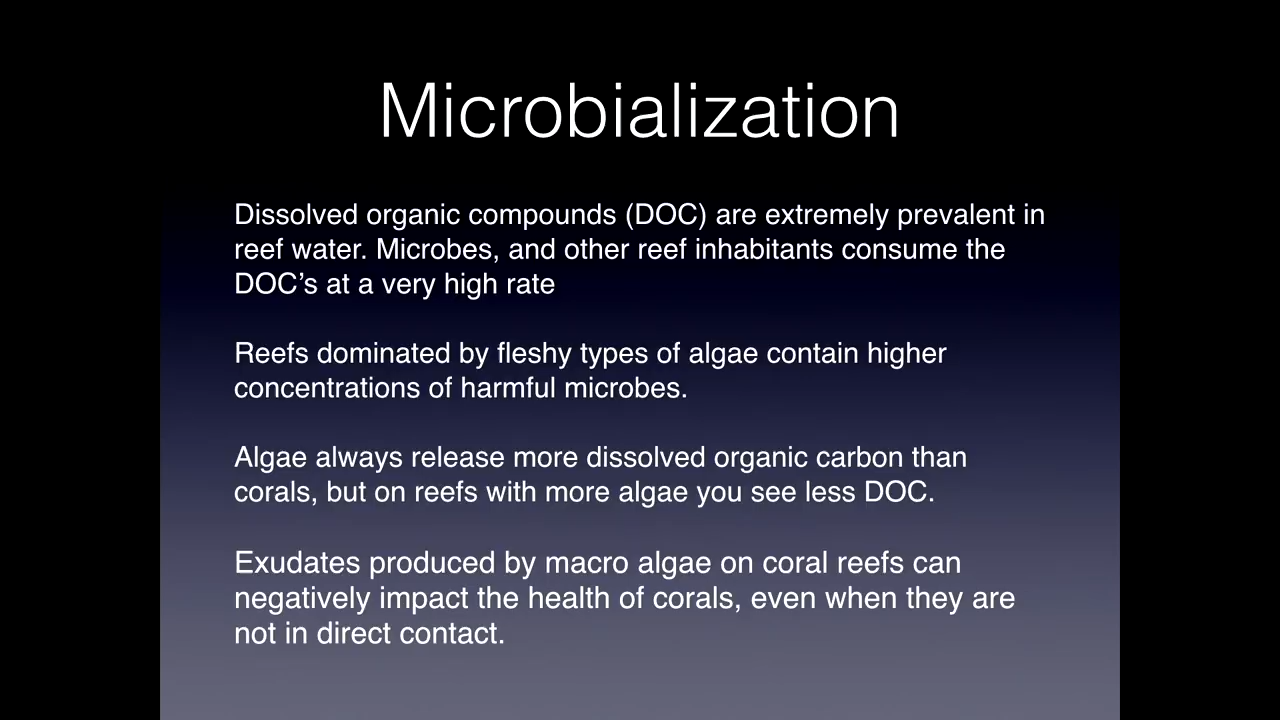 Microbialization
Dissolved organic compounds (DOC) are extremely prevalent in
reef water. Microbes, and other reef inhabitants consume the
DOC’s at a very high rate
Reefs dominated by fleshy types of algae contain higher
concentrations of harmful microbes.
Algae always release more dissolved organic carbon than
corals, but on reefs with more algae you see less DOC.
Exudates produced by macro algae on coral reefs can
negatively impact the health of corals, even when they are
not in direct contact.